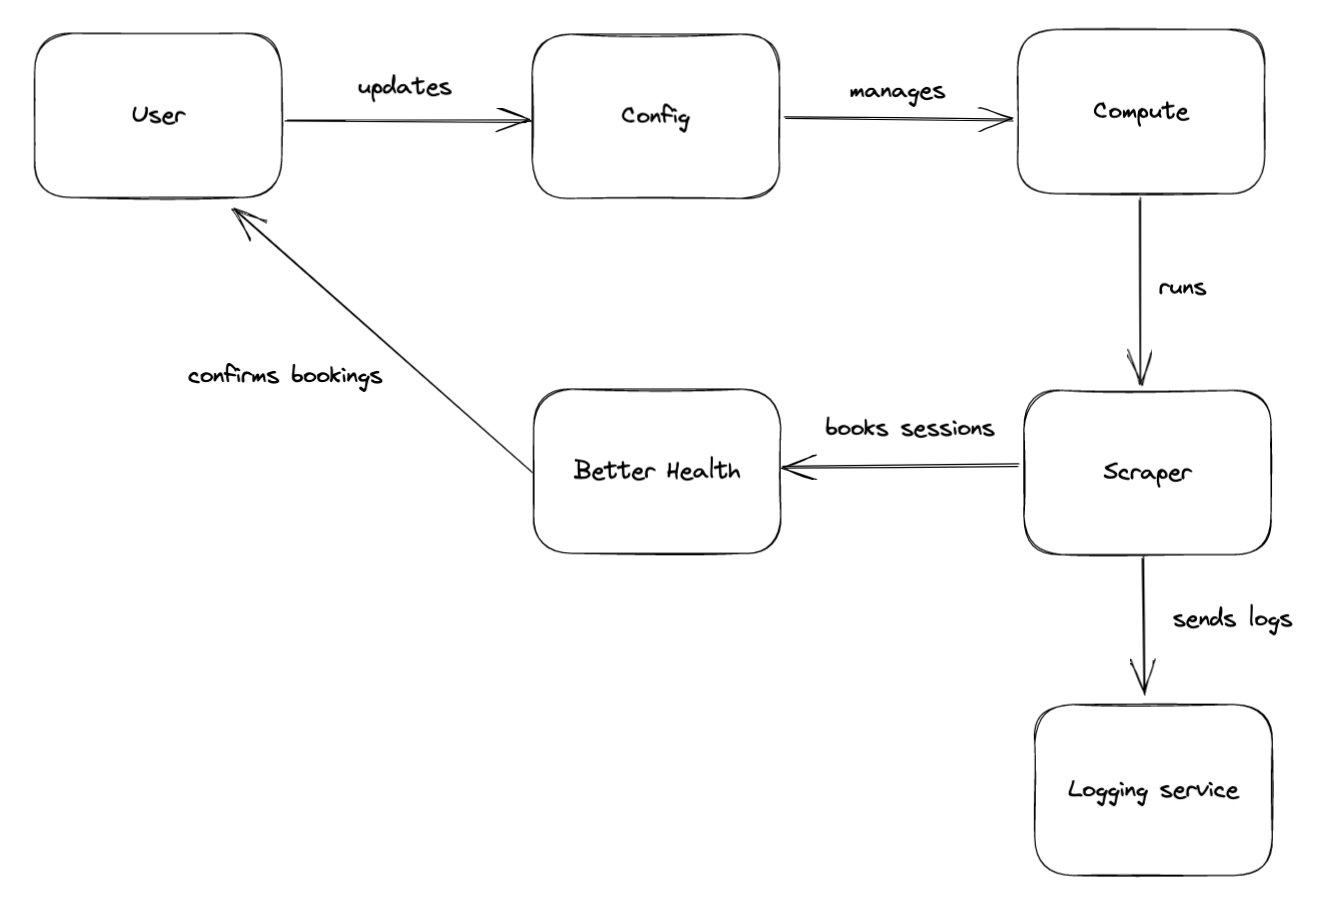 User
updates
Config
manages
Compute
runs
confirms bookings
Better Health
books sessions
Scraper
sends logs
Logging service